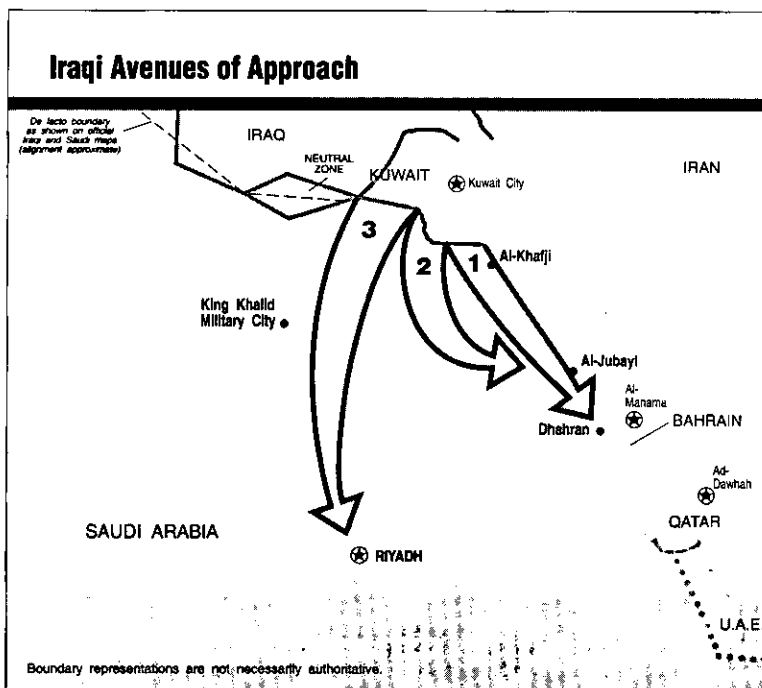 Iraqi Avenues of Approach
De facto boundary
as shown on official
Iraqi and Saudi maps
(alignment approximate)
IRAQ
NEUTRAL
ZONE
KUWAIT
Kuwait City
IRAN
3
2
1
Al-Khafji
King Khalid
Military City
Al-Jubayl
Al-
Manama
Dhahran
BAHRAIN
Ad-
Dawhah
SAUDI ARABIA
QATAR
RIYADH
U.A.E
Boundary representations are not necessarily authoritative.